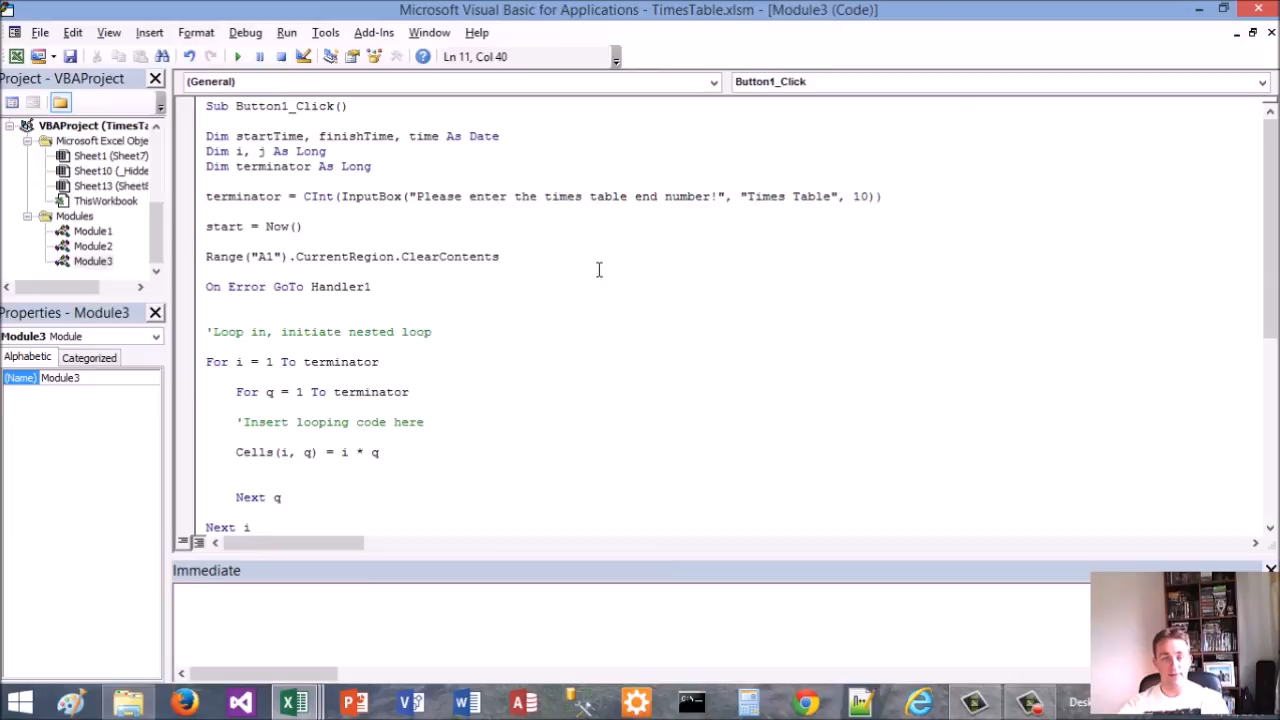 Microsoft Visual Basic for Applications - TimesTable.xlsm - [Module3 (Code)]
File Edit View Insert Format Debug Run Tools Add-Ins Window Help
Ln 11, Col 40
Project - VBAProject
(General)
Button1_Click
VBAProject (TimesTa
Microsoft Excel Obje
Sheet1 (Sheet7)
Sheet10 (_Hidde
Sheet13 (Sheet8
ThisWorkbook
Modules
Module1
Module2
Module3
Properties - Module3
Module3 Module
Alphabetic Categorized
(Name) Module3
Sub Button1_Click()
Dim startTime, finishTime, time As Date
Dim i, j As Long
Dim terminator As Long
terminator = CInt(InputBox("Please enter the times table end number!", "Times Table", 10))
start = Now()
Range("A1").CurrentRegion.ClearContents
On Error GoTo Handler1
'Loop in, initiate nested loop
For i = 1 To terminator
For q = 1 To terminator
'Insert looping code here
Cells(i, q) = i * q
Next q
Next i
Immediate
Desk